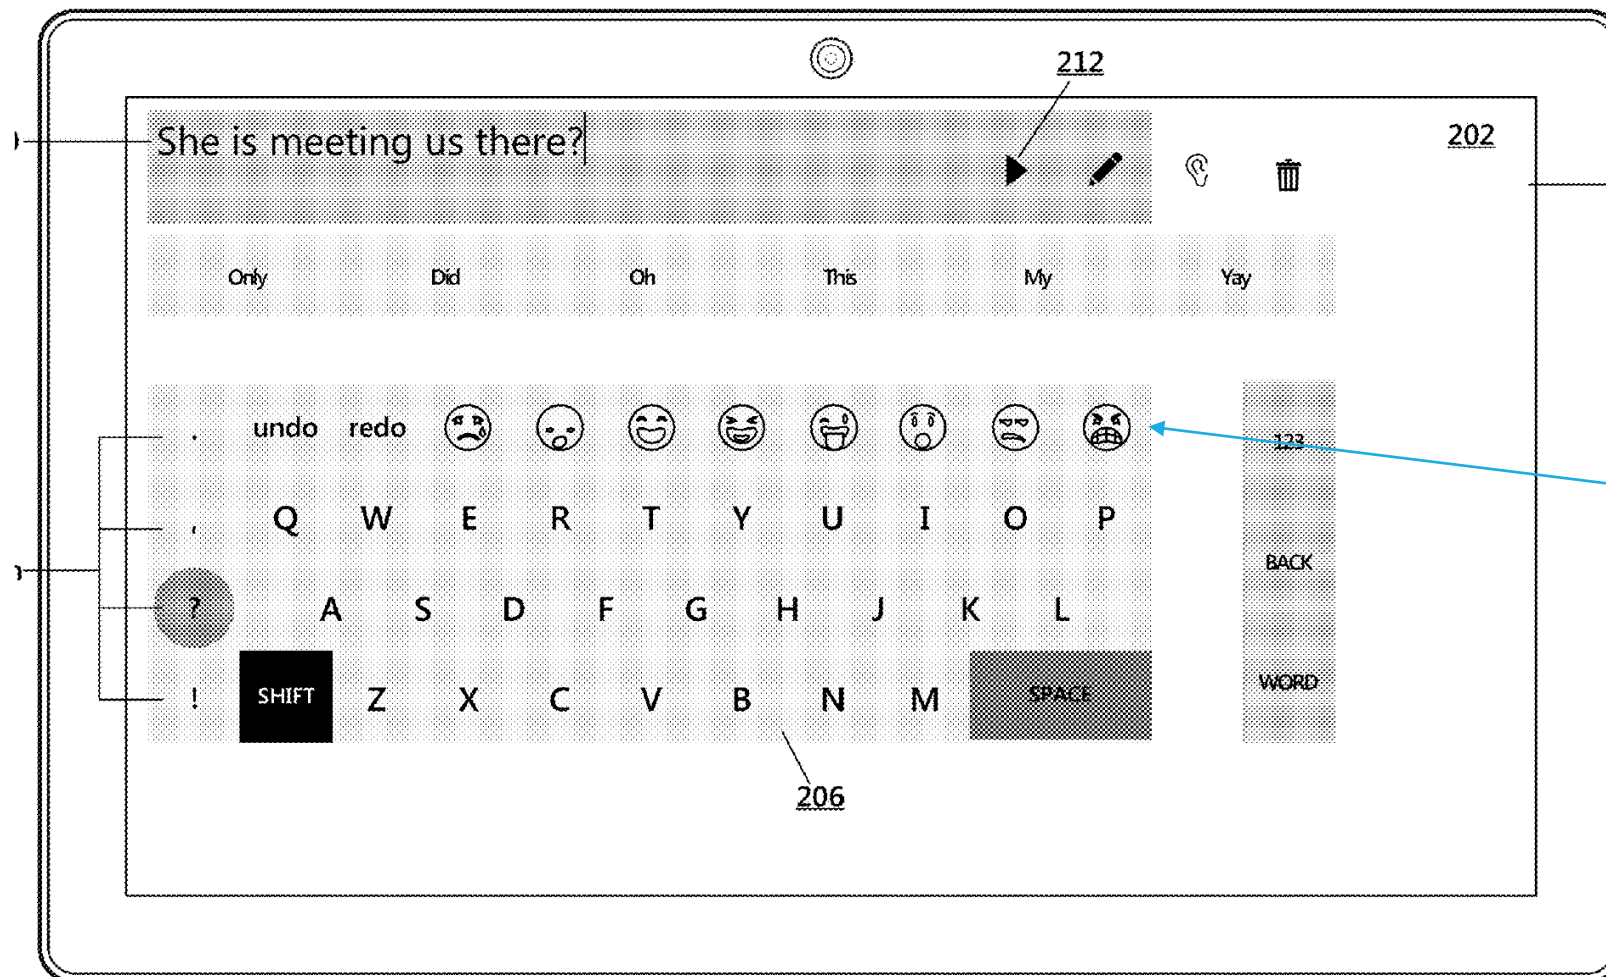 212
She is meeting us there?
202
Only Did Oh This My Yay
. undo redo
123
, Q W E R T Y U I O P
BACK
? A S D F G H J K L
WORD
! SHIFT Z X C V B N M SPACE
206